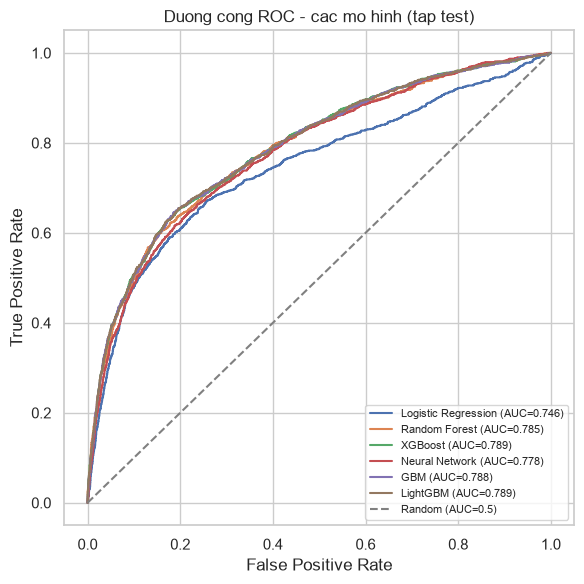 Duong cong ROC - cac mo hinh (tap test)
True Positive Rate
1.0
0.8
0.6
0.4
0.2
0.0
0.0 0.2 0.4 0.6 0.8 1.0
False Positive Rate
Logistic Regression (AUC=0.746)
Random Forest (AUC=0.785)
XGBoost (AUC=0.789)
Neural Network (AUC=0.778)
GBM (AUC=0.788)
LightGBM (AUC=0.789)
Random (AUC=0.5)